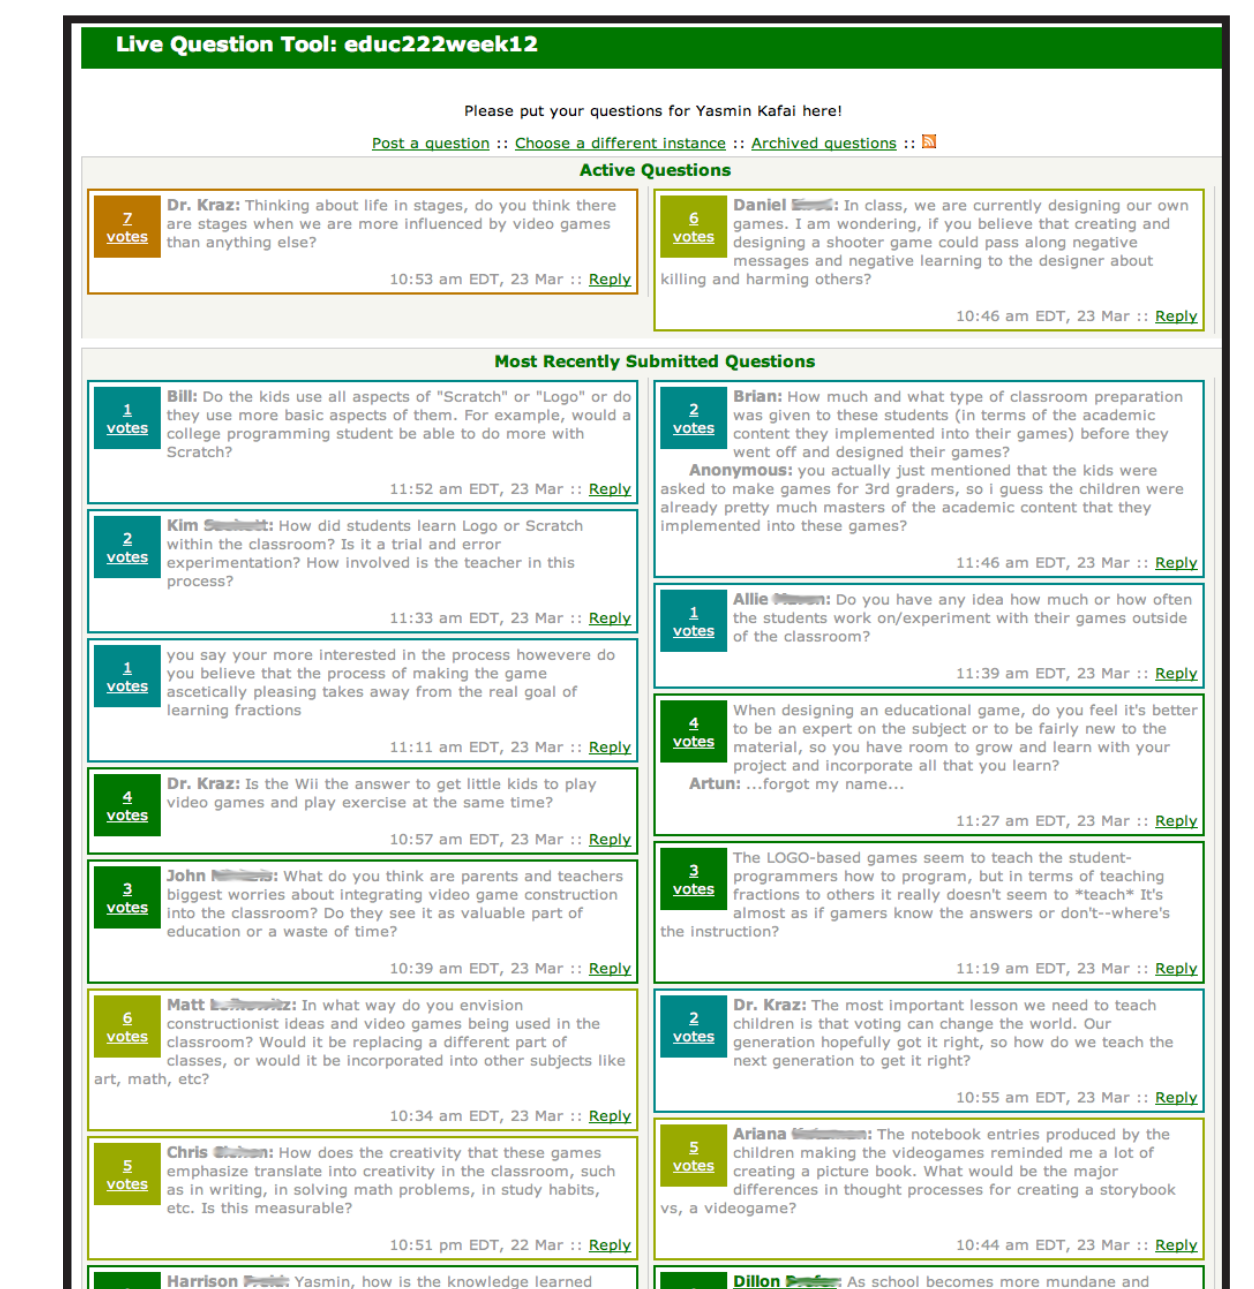 Live Question Tool: educ222week12
Please put your questions for Yasmin Kafai here!
Post a question :: Choose a different instance :: Archived questions ::
Active Questions
7
votes
Dr. Kraz: Thinking about life in stages, do you think there
are stages when we are more influenced by video games
than anything else?
10:53 am EDT, 23 Mar :: Reply
6
votes
Daniel : In class, we are currently designing our own
games. I am wondering, if you believe that creating and
designing a shooter game could pass along negative
messages and negative learning to the designer about
killing and harming others?
10:46 am EDT, 23 Mar :: Reply
Most Recently Submitted Questions
1
votes
Bill: Do the kids use all aspects of "Scratch" or "Logo" or do
they use more basic aspects of them. For example, would a
college programming student be able to do more with
Scratch?
11:52 am EDT, 23 Mar :: Reply
2
votes
Kim : How did students learn Logo or Scratch
within the classroom? Is it a trial and error
experimentation? How involved is the teacher in this
process?
11:33 am EDT, 23 Mar :: Reply
1
votes
you say your more interested in the process howevere do
you believe that the process of making the game
ascetically pleasing takes away from the real goal of
learning fractions
11:11 am EDT, 23 Mar :: Reply
4
votes
Dr. Kraz: Is the Wii the answer to get little kids to play
video games and play exercise at the same time?
10:57 am EDT, 23 Mar :: Reply
3
votes
John : What do you think are parents and teachers
biggest worries about integrating video game construction
into the classroom? Do they see it as valuable part of
education or a waste of time?
10:39 am EDT, 23 Mar :: Reply
6
votes
Matt : In what way do you envision
constructionist ideas and video games being used in the
classroom? Would it be replacing a different part of
classes, or would it be incorporated into other subjects like
art, math, etc?
10:34 am EDT, 23 Mar :: Reply
5
votes
Chris : How does the creativity that these games
emphasize translate into creativity in the classroom, such
as in writing, in solving math problems, in study habits,
etc. Is this measurable?
10:51 pm EDT, 22 Mar :: Reply
Harrison : Yasmin, how is the knowledge learned
2
votes
Brian: How much and what type of classroom preparation
was given to these students (in terms of the academic
content they implemented into their games) before they
went off and designed their games?
Anonymous: you actually just mentioned that the kids were
asked to make games for 3rd graders, so i guess the children were
already pretty much masters of the academic content that they
implemented into these games?
11:46 am EDT, 23 Mar :: Reply
1
votes
Allie : Do you have any idea how much or how often
the students work on/experiment with their games outside
of the classroom?
11:39 am EDT, 23 Mar :: Reply
4
votes
When designing an educational game, do you feel it's better
to be an expert on the subject or to be fairly new to the
material, so you have room to grow and learn with your
project and incorporate all that you learn?
Artun: ...forgot my name...
11:27 am EDT, 23 Mar :: Reply
3
votes
The LOGO-based games seem to teach the student-
programmers how to program, but in terms of teaching
fractions to others it really doesn't seem to *teach* It's
almost as if gamers know the answers or don't--where's
the instruction?
11:19 am EDT, 23 Mar :: Reply
2
votes
Dr. Kraz: The most important lesson we need to teach
children is that voting can change the world. Our
generation hopefully got it right, so how do we teach the
next generation to get it right?
10:55 am EDT, 23 Mar :: Reply
5
votes
Ariana : The notebook entries produced by the
children making the videogames reminded me a lot of
creating a picture book. What would be the major
differences in thought processes for creating a storybook
vs, a videogame?
10:44 am EDT, 23 Mar :: Reply
Dillon : As school becomes more mundane and